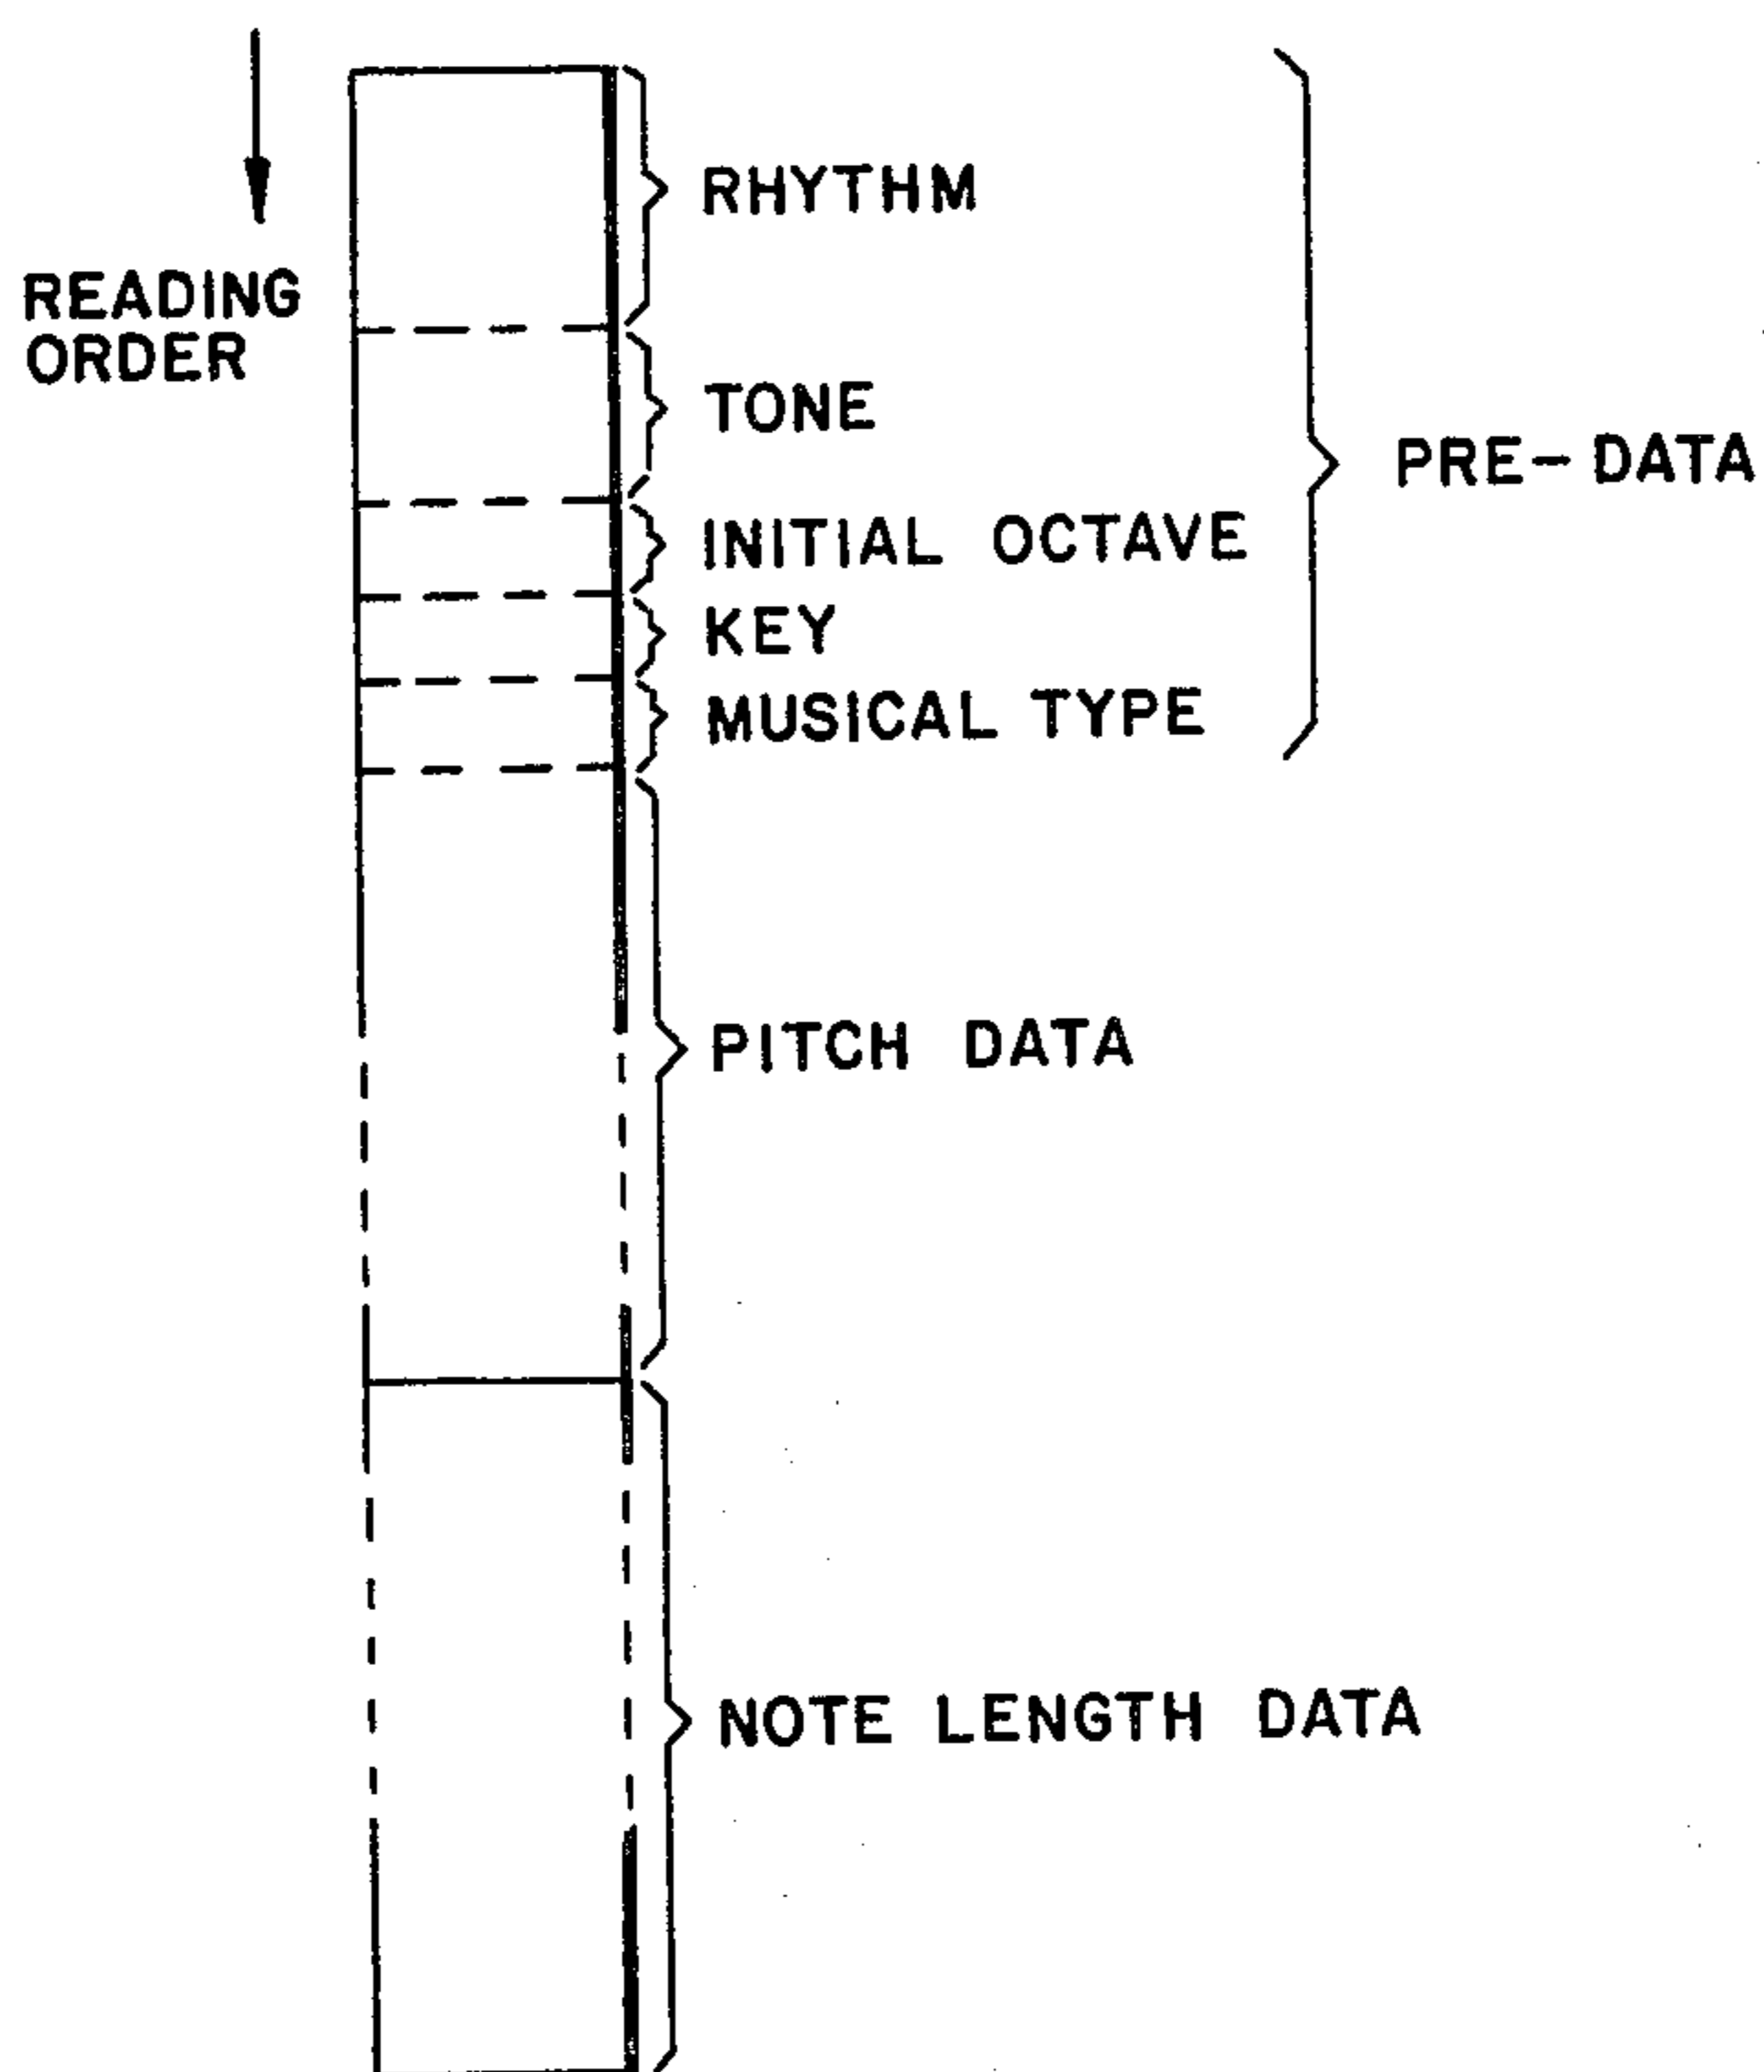 READING
ORDER
RHYTHM
TONE
INITIAL OCTAVE
KEY
MUSICAL TYPE
PRE-DATA
PITCH DATA
NOTE LENGTH DATA